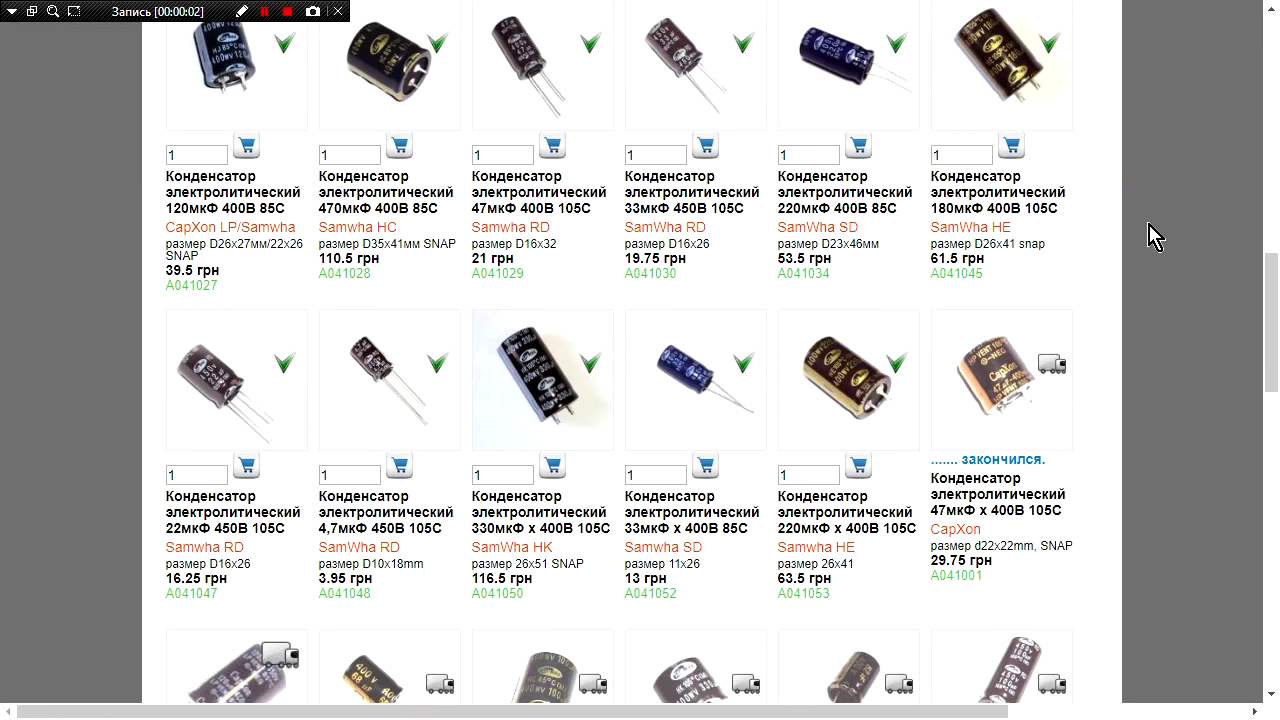 Запись [00:00:02]
1
1
1
1
1
1
Конденсатор
электролитический
120мкФ 400В 85С
CapXon LP/Samwha
размер D26x27мм/22x26
SNAP
39.5 грн
A041027
Конденсатор
электролитический
470мкФ 400В 85С
Samwha HC
размер D35x41мм SNAP
110.5 грн
A041028
Конденсатор
электролитический
47мкФ 400В 105С
Samwha RD
размер D16x32
21 грн
A041029
Конденсатор
электролитический
33мкФ 450В 105С
SamWha RD
размер D16x26
19.75 грн
A041030
Конденсатор
электролитический
220мкФ 400В 85С
SamWha SD
размер D23x46мм
53.5 грн
A041034
Конденсатор
электролитический
180мкФ 400В 105С
SamWha HE
размер D26x41 snap
61.5 грн
A041045
1
1
1
1
1
Конденсатор
электролитический
22мкФ 450В 105С
Samwha RD
размер D16x26
16.25 грн
A041047
Конденсатор
электролитический
4,7мкФ 450В 105С
SamWha RD
размер D10x18mm
3.95 грн
A041048
Конденсатор
электролитический
330мкФ x 400В 105С
SamWha HK
размер 26x51 SNAP
116.5 грн
A041050
Конденсатор
электролитический
33мкФ x 400В 85С
Samwha SD
размер 11x26
13 грн
A041052
Конденсатор
электролитический
220мкФ x 400В 105С
Samwha HE
размер 26x41
63.5 грн
A041053
....... закончился.
Конденсатор
электролитический
47мкФ x 400В 105С
CapXon
размер d22x22mm, SNAP
29.75 грн
A041001